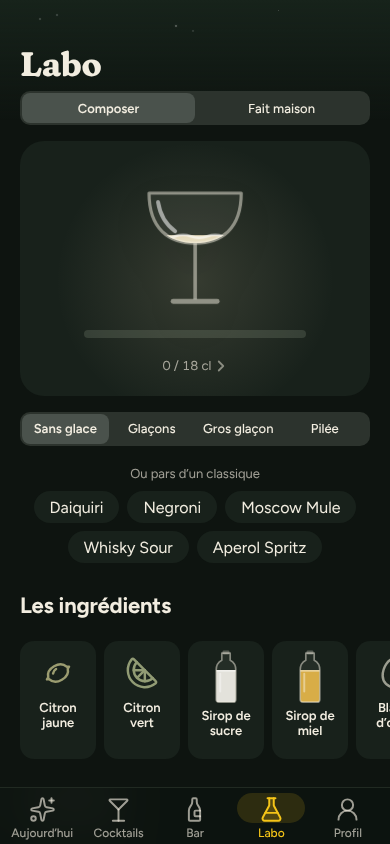 Labo
Composer
Fait maison
0 / 18 cl
Sans glace
Glaçons
Gros glaçon
Pilée
Ou pars d'un classique
Daiquiri
Negroni
Moscow Mule
Whisky Sour
Aperol Spritz
Les ingrédients
Citron
jaune
Citron
vert
Sirop de
sucre
Sirop de
miel
Aujourd'hui
Cocktails
Bar
Labo
Profil